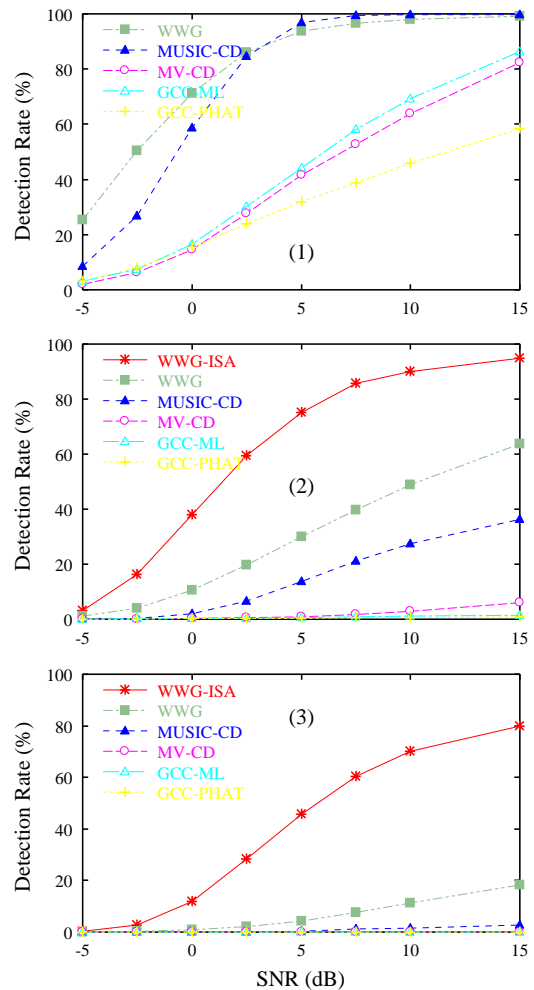 100
80
60
40
20
0
Detection Rate (%)
WWG
MUSIC-CD
MV-CD
GCC-ML
GCC-PHAT
(1)
-5 0 5 10 15
100
80
60
40
20
0
Detection Rate (%)
WWG-ISA
WWG
MUSIC-CD
MV-CD
GCC-ML
GCC-PHAT
(2)
-5 0 5 10 15
100
80
60
40
20
0
Detection Rate (%)
WWG-ISA
WWG
MUSIC-CD
MV-CD
GCC-ML
GCC-PHAT
(3)
-5 0 5 10 15
SNR (dB)